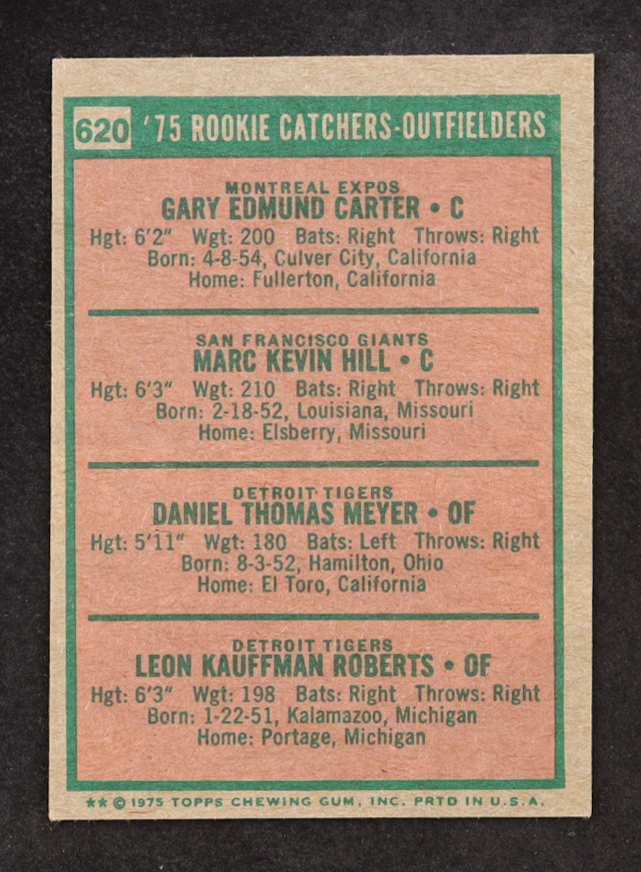 620 '75 ROOKIE CATCHERS-OUTFIELDERS
MONTREAL EXPOS
GARY EDMUND CARTER • C
Hgt: 6'2" Wgt: 200 Bats: Right Throws: Right
Born: 4-8-54, Culver City, California
Home: Fullerton, California
SAN FRANCISCO GIANTS
MARC KEVIN HILL • C
Hgt: 6'3" Wgt: 210 Bats: Right Throws: Right
Born: 2-18-52, Louisiana, Missouri
Home: Elsberry, Missouri
DETROIT TIGERS
DANIEL THOMAS MEYER • OF
Hgt: 5'11" Wgt: 180 Bats: Left Throws: Right
Born: 8-3-52, Hamilton, Ohio
Home: El Toro, California
DETROIT TIGERS
LEON KAUFFMAN ROBERTS • OF
Hgt: 6'3" Wgt: 198 Bats: Right Throws: Right
Born: 1-22-51, Kalamazoo, Michigan
Home: Portage, Michigan
★★ © 1975 TOPPS CHEWING GUM, INC. PRTD IN U.S.A.